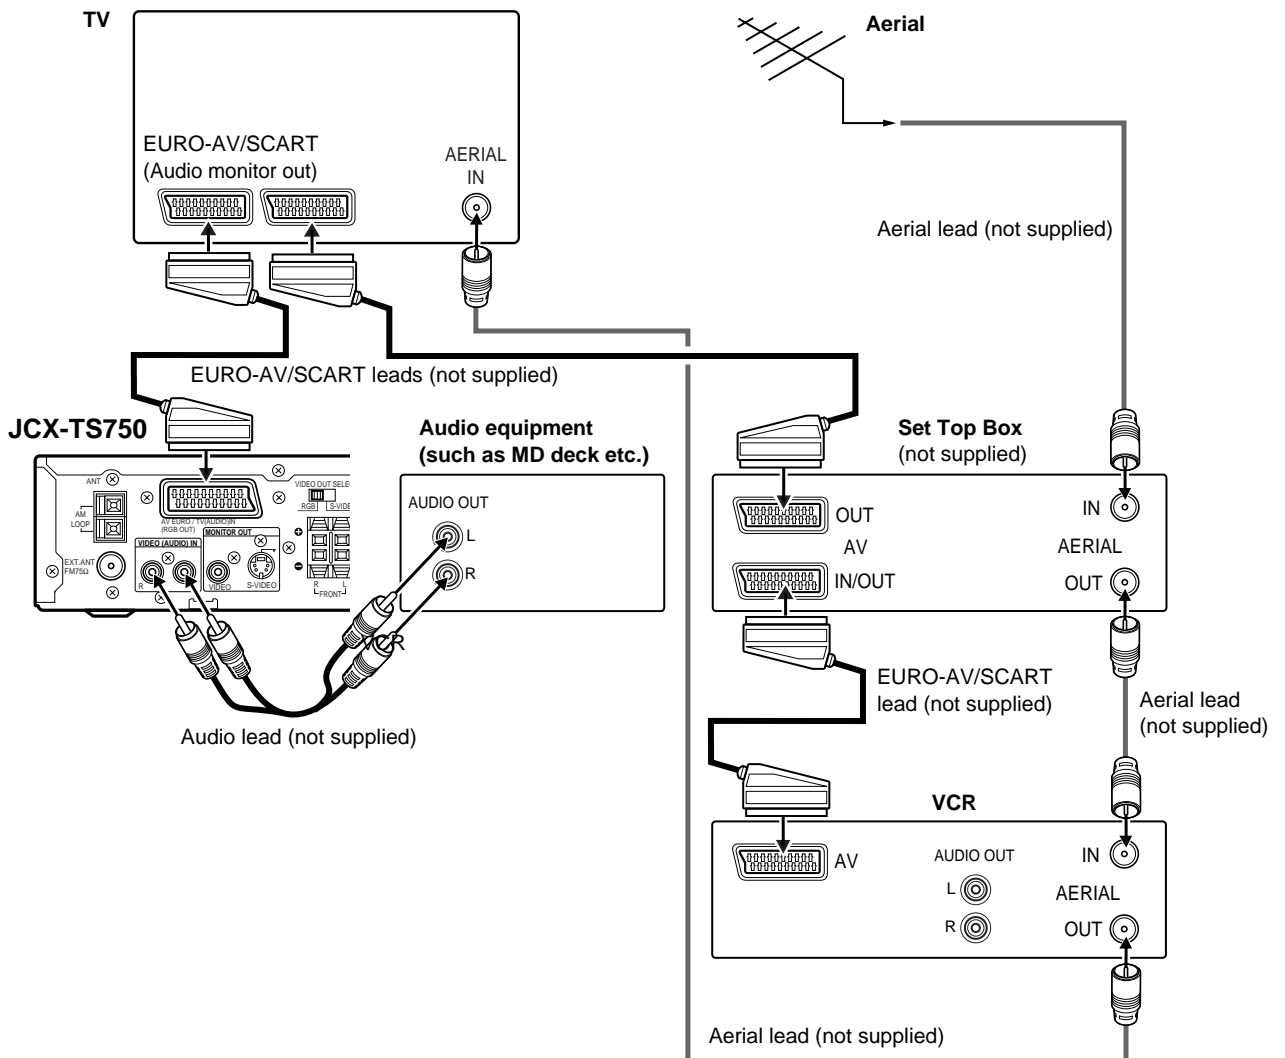 TV
Aerial
EURO-AV/SCART
(Audio monitor out)
AERIAL
IN
Aerial lead (not supplied)
EURO-AV/SCART leads (not supplied)
JCX-TS750
Audio equipment
(such as MD deck etc.)
Set Top Box
(not supplied)
ANT
AM
LOOP
EXT.ANT
FM75Ω
AV EURO / TV(AUDIO)IN
(RGB OUT)
VIDEO OUT SELE
RGB
S-VIDE
VIDEO (AUDIO) IN
MONITOR OUT
R
VIDEO
S-VIDEO
R
L
FRONT
AUDIO OUT
L
R
OUT
AV
IN/OUT
IN
AERIAL
OUT
VCR
Audio lead (not supplied)
EURO-AV/SCART
lead (not supplied)
Aerial lead
(not supplied)
VCR
AV
AUDIO OUT
L
R
IN
AERIAL
OUT
Aerial lead (not supplied)